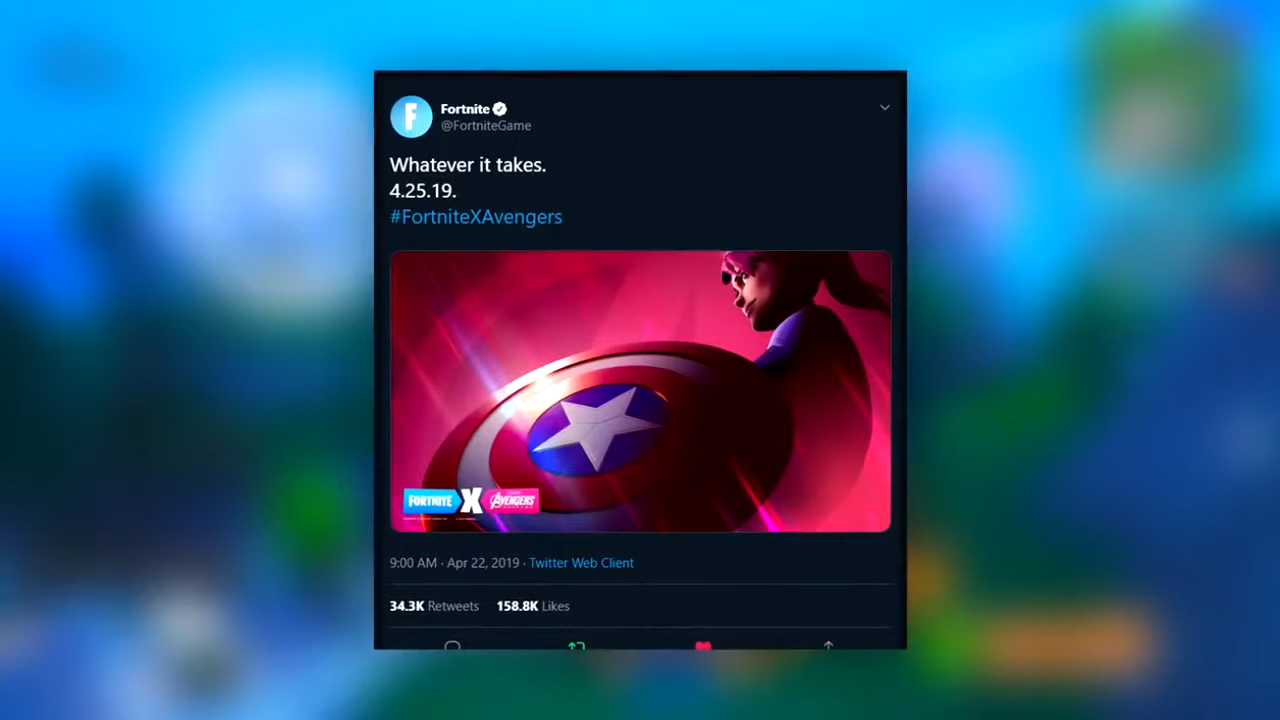 Fortnite
@FortniteGame
Whatever it takes.
4.25.19.
#FortniteXAvengers
FORTNITE X AVENGERS
9:00 AM · Apr 22, 2019 · Twitter Web Client
34.3K Retweets 158.8K Likes